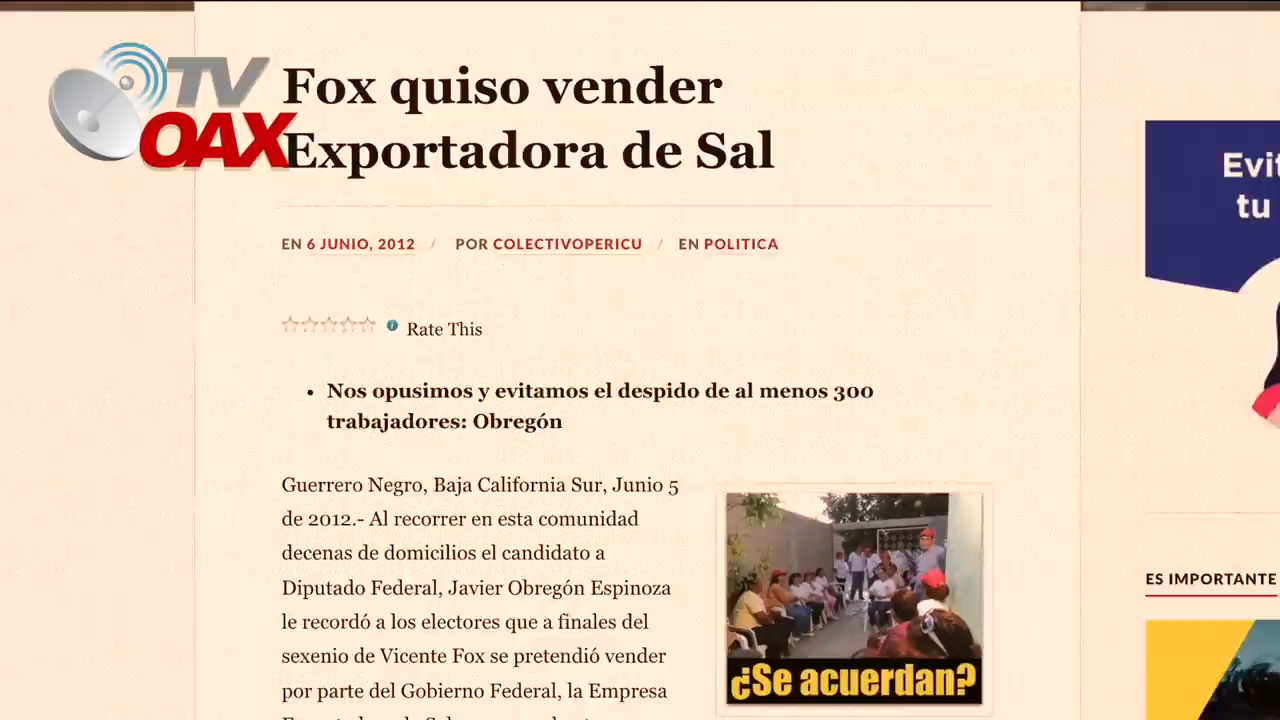 TV
OAX
Fox quiso vender
Exportadora de Sal
EN 6 JUNIO, 2012 / POR COLECTIVOPERICU / EN POLITICA
Rate This
• Nos opusimos y evitamos el despido de al menos 300
trabajadores: Obregón
Guerrero Negro, Baja California Sur, Junio 5
de 2012.- Al recorrer en esta comunidad
decenas de domicilios el candidato a
Diputado Federal, Javier Obregón Espinoza
le recordó a los electores que a finales del
sexenio de Vicente Fox se pretendió vender
por parte del Gobierno Federal, la Empresa
¿Se acuerdan?
tu
ES IMPORTANTE